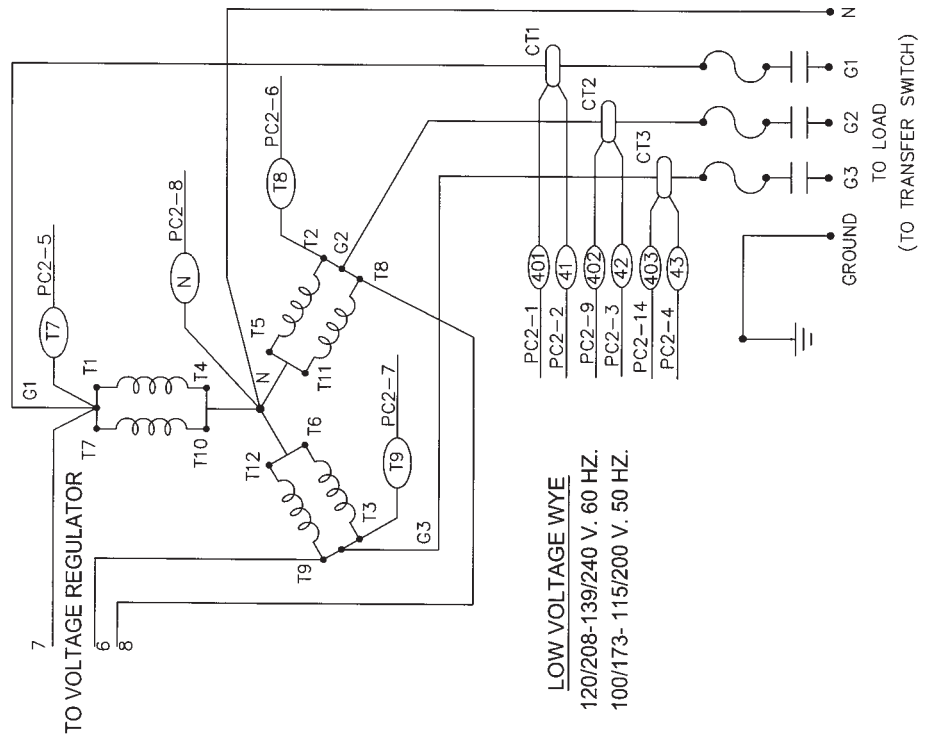 7
TO VOLTAGE REGULATOR
6
8
G1
T7
PC2-5
T7
T1
T10
T4
N
PC2-8
N
T8
PC2-6
T5
T2
G2
T11
T8
T12
T6
T9
T3
T9
PC2-7
G3
LOW VOLTAGE WYE
120/208-139/240 V. 60 HZ.
100/173- 115/200 V. 50 HZ.
PC2-1
401
PC2-2
41
PC2-9
402
PC2-3
42
PC2-14
403
PC2-4
43
CT1
CT2
CT3
N
G1
G2
G3
GROUND
TO LOAD
(TO TRANSFER SWITCH)